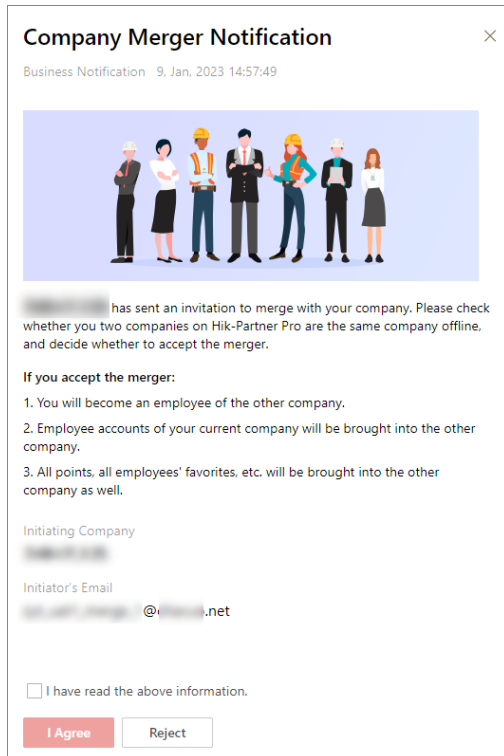 Company Merger Notification
Business Notification 9, Jan, 2023 14:57:49
has sent an invitation to merge with your company. Please check
whether you two companies on Hik-Partner Pro are the same company offline,
and decide whether to accept the merger.
If you accept the merger:
1. You will become an employee of the other company.
2. Employee accounts of your current company will be brought into the other
company.
3. All points, all employees' favorites, etc. will be brought into the other
company as well.
Initiating Company
Initiator's Email
@ .net
I have read the above information.
I Agree Reject